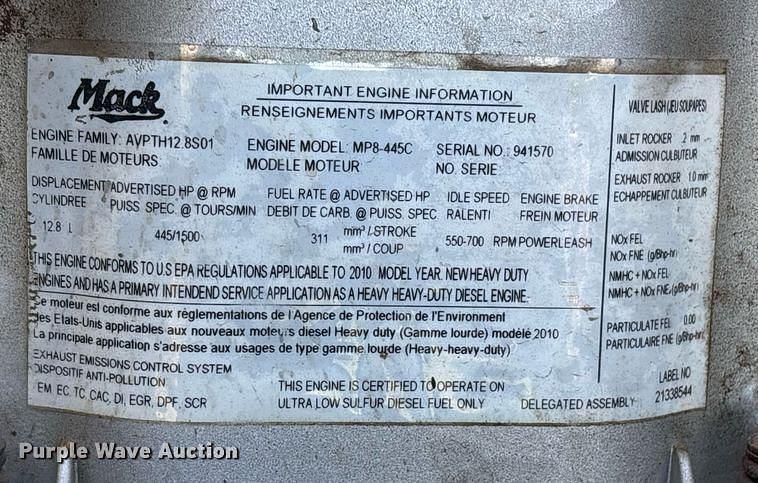 Mack
IMPORTANT ENGINE INFORMATION
RENSEIGNEMENTS IMPORTANTS MOTEUR
ENGINE FAMILY: AVPTH12.8S01
FAMILLE DE MOTEURS
ENGINE MODEL: MP8-445C
MODELE MOTEUR
SERIAL NO.: 941570
NO. SERIE:
DISPLACEMENT
CYLINDREE
12.8 L
ADVERTISED HP @ RPM
PUISS. SPEC. @ TOURS/MIN
445/1500
FUEL RATE @ ADVERTISED HP
DEBIT DE CARB. @ PUISS. SPEC
311 mm³ /STROKE
mm³ / COUP
IDLE SPEED
RALENTI
550-700 RPM
ENGINE BRAKE
FREIN MOTEUR
POWERLEASH
THIS ENGINE CONFORMS TO U.S EPA REGULATIONS APPLICABLE TO 2010 MODEL YEAR. NEW HEAVY DUTY
ENGINES AND HAS A PRIMARY INTENDEND SERVICE APPLICATION AS A HEAVY HEAVY-DUTY DIESEL ENGINE.
Ce moteur est conforme aux réglementations de l'Agence de Protection de l'Environment
des Etats-Unis applicables aux nouveaux moteurs diesel Heavy duty (Gamme lourde) modélé 2010
La principale application s'adresse aux usages de type gamme lourde (Heavy-heavy-duty)
EXHAUST EMISSIONS CONTROL SYSTEM
DISPOSITIF ANTI-POLLUTION
EM EC, TC, CAC, DI, EGR, DPF, SCR
THIS ENGINE IS CERTIFIED TO OPERATE ON
ULTRA LOW SULFUR DIESEL FUEL ONLY
DELEGATED ASSEMBLY
VALVE LASH (JEU SOUPAPES)
INLET ROCKER .2 mm
ADMISSION CULBUTEUR
EXHAUST ROCKER 1.0 mm
ECHAPPEMENT CULBUTEUR
NOx FEL
NOx FNE (g/Bhp-hr)
NMHC + NOx FEL
NMHC + NOx FNE (g/Bhp-hr)
PARTICULATE FEL 0.00
PARTICULAIRE FNE (g/Bhp-hr)
LABEL NO
21338544
Purple Wave Auction